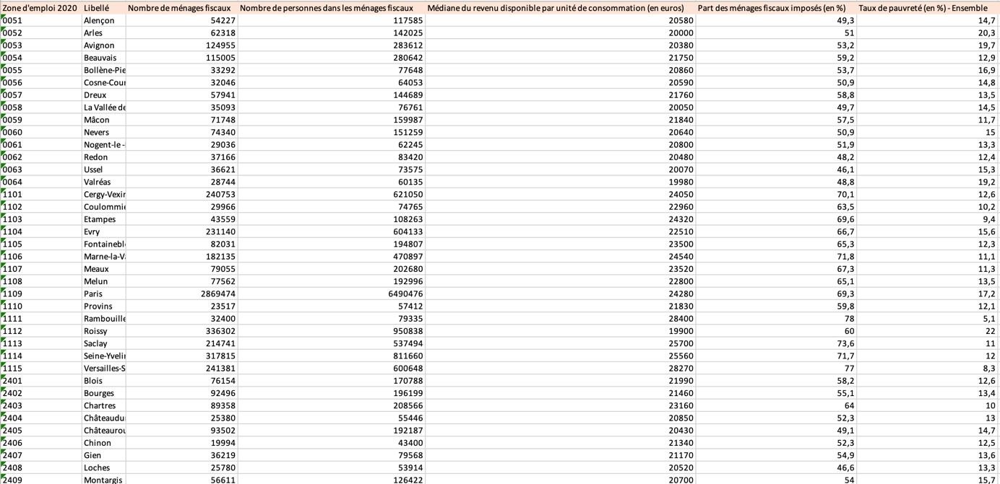 Zone d'emploi 2020 Libellé Nombre de ménages fiscaux Nombre de personnes dans les ménages fiscaux Médiane du revenu disponible par unité de consommation (en euros) Part des ménages fiscaux imposés (en %) Taux de pauvreté (en %) - Ensemble
0051 Alençon 54227 117585 20580 49,3 14,7
0052 Arles 62318 142025 20000 51 20,3
0053 Avignon 124955 283612 20380 53,2 19,7
0054 Beauvais 115005 280642 21750 59,2 12,9
0055 Bollène-Pie 33292 77648 20860 53,7 16,9
0056 Cosne-Cour 32046 64053 20590 50,9 14,8
0057 Dreux 57941 144689 21760 58,8 13,5
0058 La Vallée de 35093 76761 20050 49,7 14,5
0059 Mâcon 71748 159987 21840 57,5 11,7
0060 Nevers 74340 151259 20640 50,9 15
0061 Nogent-le - 29036 62245 20800 51,9 13,3
0062 Redon 37166 83420 20480 48,2 12,4
0063 Ussel 36621 73575 20070 46,1 15,3
0064 Valréas 28744 60135 19980 48,8 19,2
1101 Cergy-Vexin 240753 621050 24050 70,1 12,6
1102 Coulommie 29966 74765 22960 63,5 10,2
1103 Etampes 43559 108263 24320 69,6 9,4
1104 Evry 231140 604133 22510 66,7 15,6
1105 Fontainebl 82031 194807 23500 65,3 12,3
1106 Marne-la-Va 182135 470897 24540 71,8 11,1
1107 Meaux 79055 202680 23520 67,3 11,3
1108 Melun 77562 192996 22800 65,1 13,5
1109 Paris 2869474 6490476 24280 69,3 17,2
1110 Provins 23517 57412 21830 59,8 12,1
1111 Rambouille 32400 79335 28400 78 5,1
1112 Roissy 336302 950838 19900 60 22
1113 Saclay 214741 537494 25700 73,6 11
1114 Seine-Yvelin 317815 811660 25560 71,7 12
1115 Versailles-S 241381 600648 28270 77 8,3
2401 Blois 76154 170788 21990 58,2 12,6
2402 Bourges 92496 196199 21460 55,1 13,4
2403 Chartres 89358 208566 23160 64 10
2404 Châteaudu 25380 55446 20850 52,3 13
2405 Châteaurou 93502 192187 20430 49,1 14,7
2406 Chinon 19994 43400 21340 52,3 12,5
2407 Gien 36219 79568 21170 54,9 13,6
2408 Loches 25780 53914 20520 46,6 13,3
2409 Montargis 56611 126422 20700 54 15,7